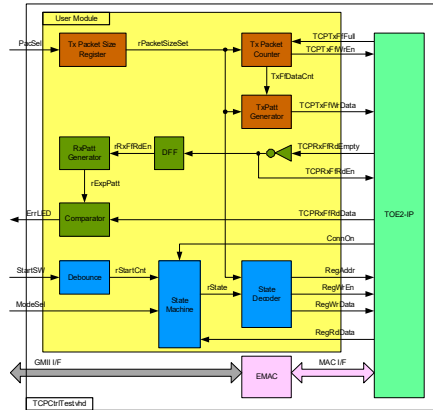 User Module
PacSel
Tx Packet Size
Register
rPacketSizeSet
Tx Packet
Counter
TCPTxFfFull
TCPTxFfWrEn
TxFfDataCnt
TxPatt
Generator
TCPTxFfWrData
RxPatt
Generator
rRxFfRdEn
DFF
TCPRxFfRdEmpty
TCPRxFfRdEn
rExpPatt
TOE2-IP
ErrLED
Comparator
TCPRxFfRdData
ConnOn
StartSW
Debounce
rStartCnt
State
Machine
rState
State
Decoder
RegAddr
RegWrEn
RegWrData
ModeSel
RegRdData
GMII I/F
EMAC
MAC I/F
TCPCtrlTest.vhd